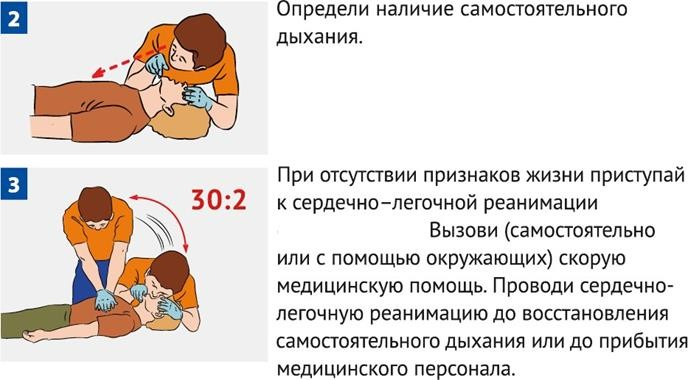 2
Определи наличие самостоятельного
дыхания.
3
30:2
При отсутствии признаков жизни приступай
к сердечно–легочной реанимации
Вызови (самостоятельно
или с помощью окружающих) скорую
медицинскую помощь. Проводи сердечно-
легочную реанимацию до восстановления
самостоятельного дыхания или до прибытия
медицинского персонала.